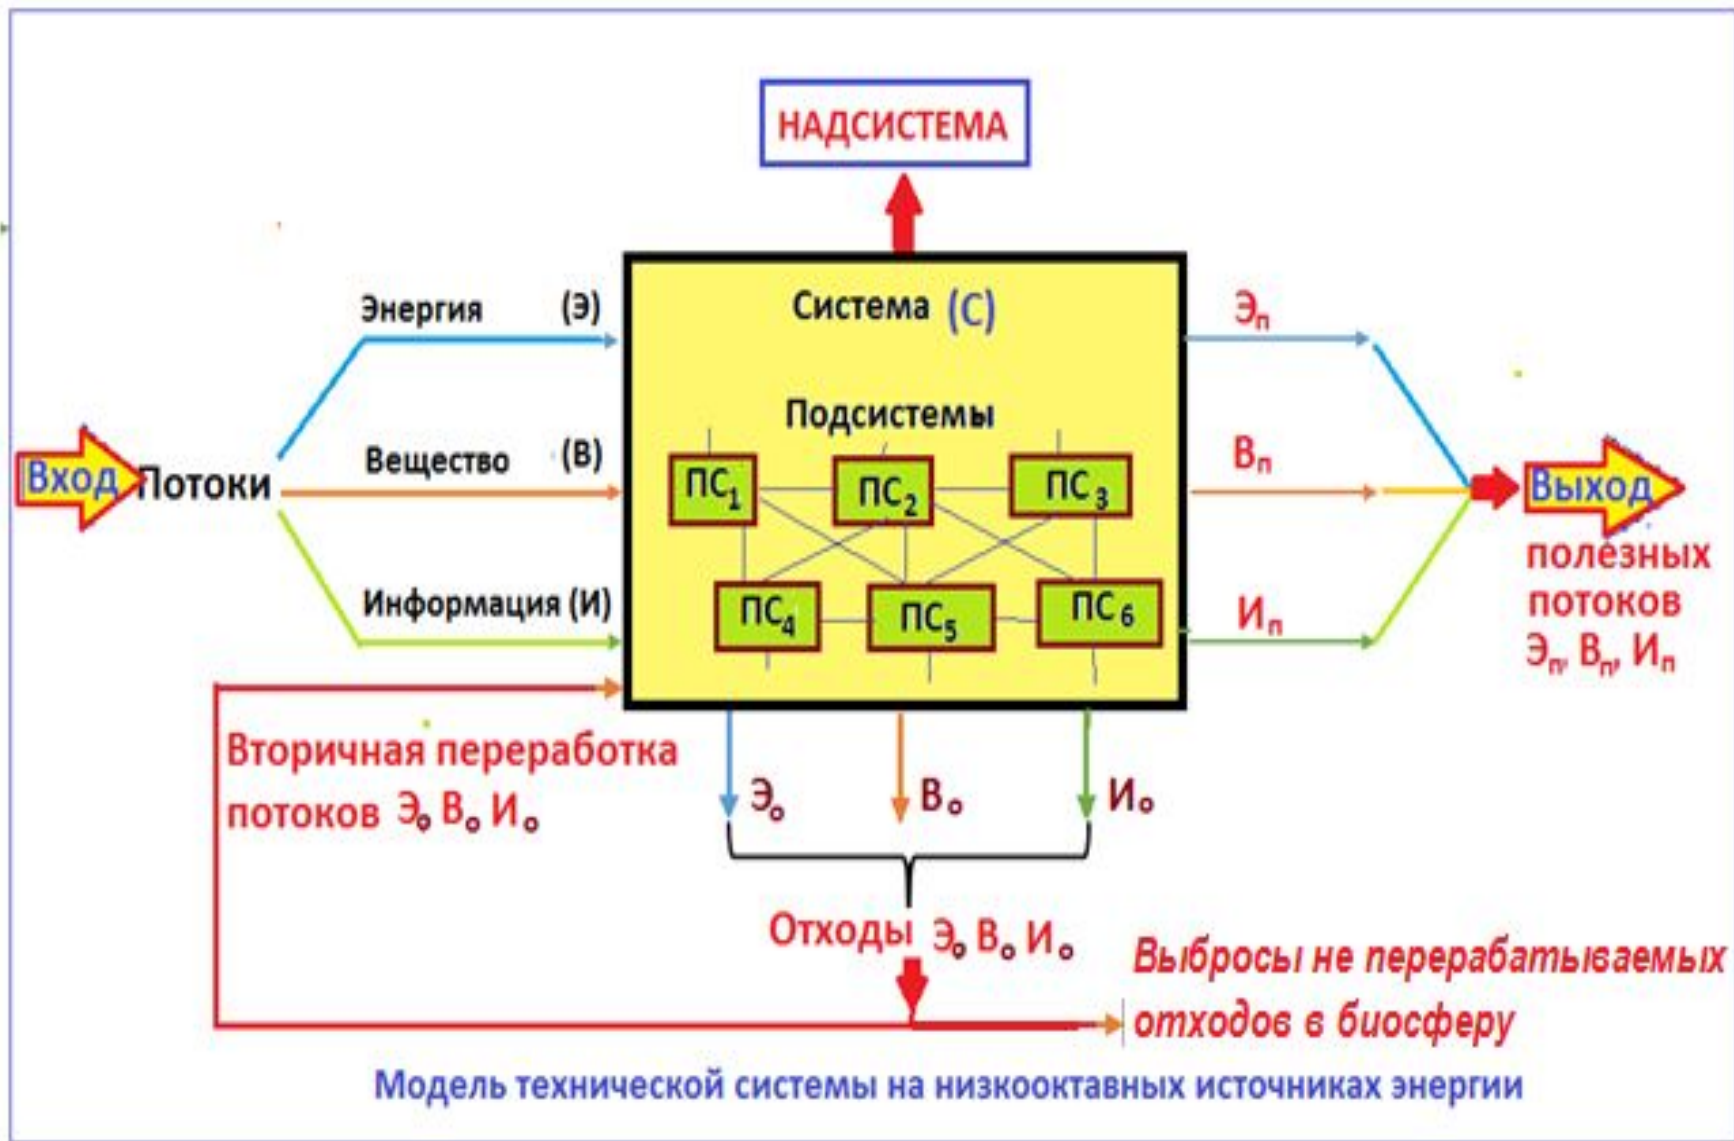 НАДСИСТЕМА
Система (С)
Энергия (Э)
Эп
Подсистемы
Вход
Потоки
Вещество (В)
Вп
Выход
ПС1 ПС2 ПС3
полезных
потоков
Эп, Вп, Ип
Информация (И)
Ип
ПС4 ПС5 ПС6
Вторичная переработка
потоков Эо Во Ио
Эо Во Ио
Отходы Эо Во Ио
Выбросы не перерабатываемых
отходов в биосферу
Модель технической системы на низкооктавных источниках энергии